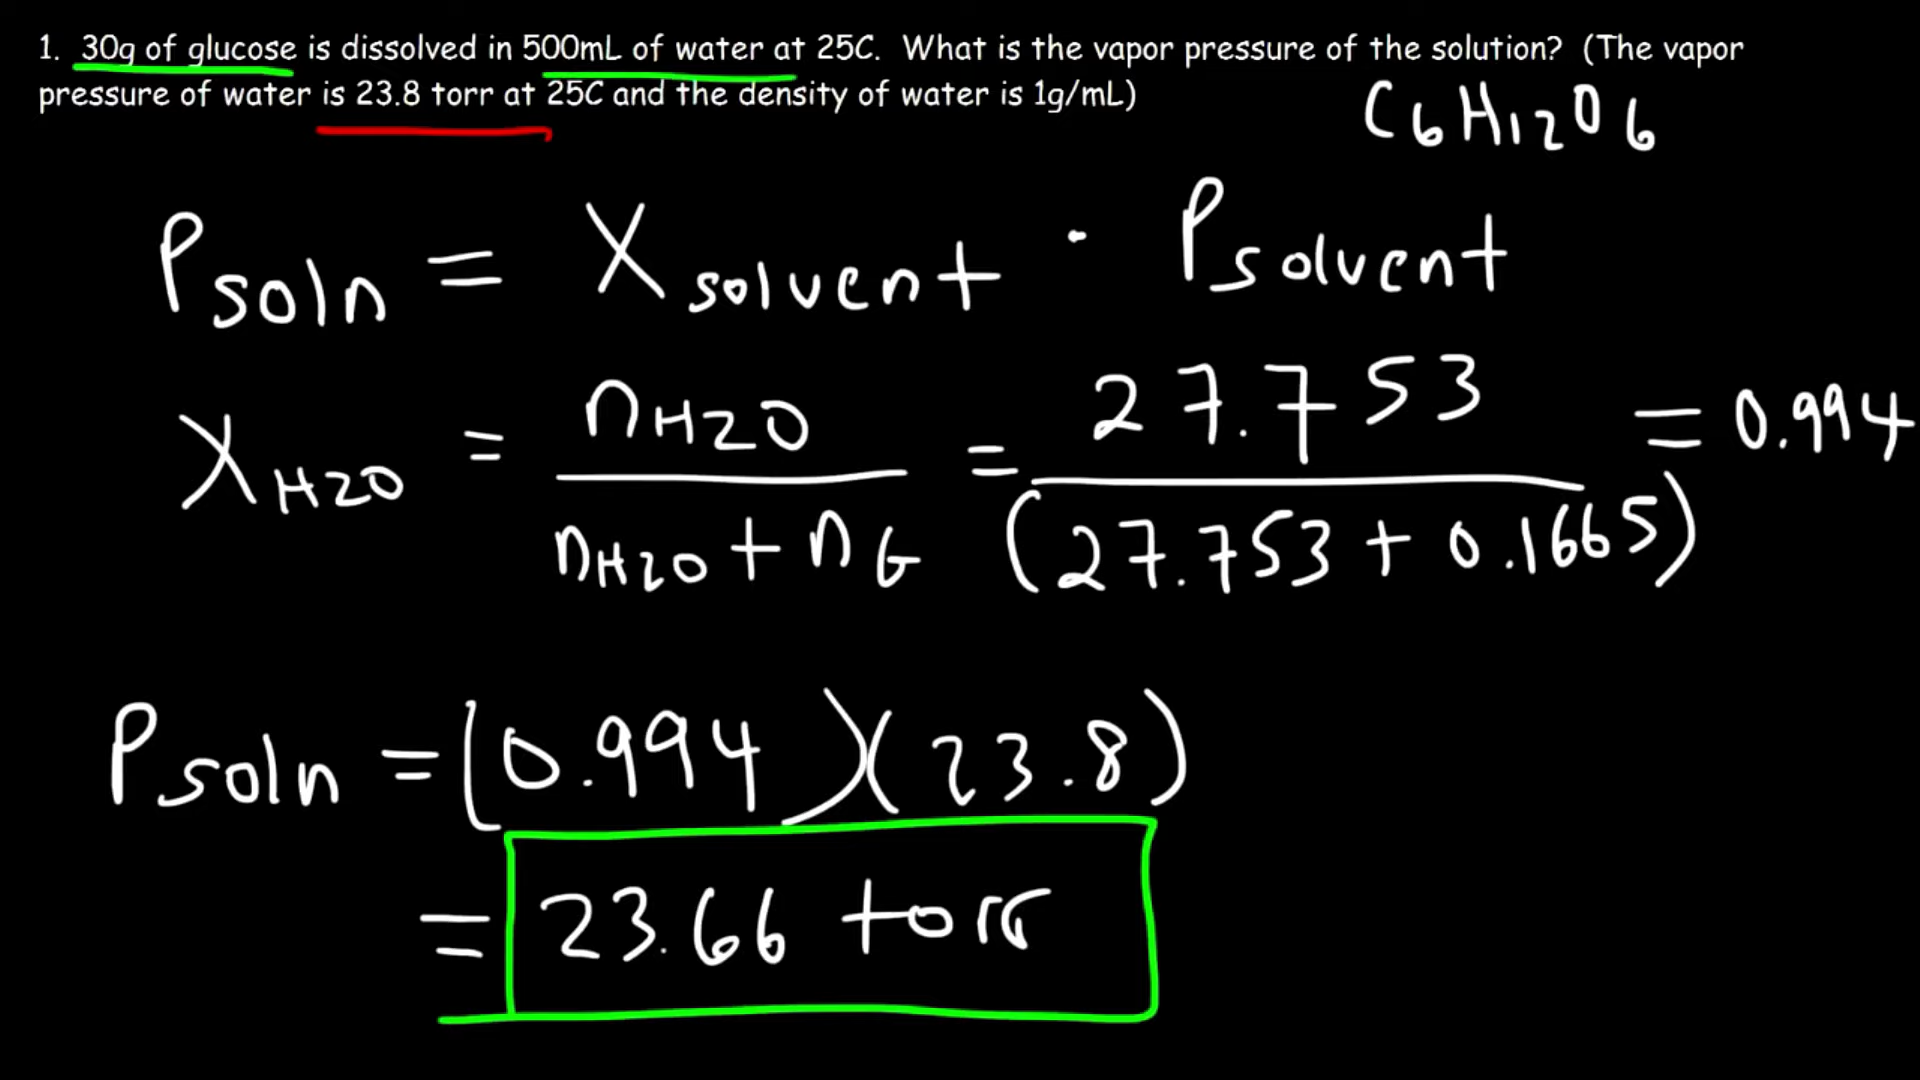 1. 30g of glucose is dissolved in 500mL of water at 25C. What is the vapor pressure of the solution? (The vapor
pressure of water is 23.8 torr at 25C and the density of water is 1g/mL)
C6H12O6
Psoln = Xsolvent · Psolvent
XH2O = nH2O / nH2O + nG = 27.753 / (27.753 + 0.1665) = 0.994
Psoln = (0.994)(23.8)
= 23.66 torr